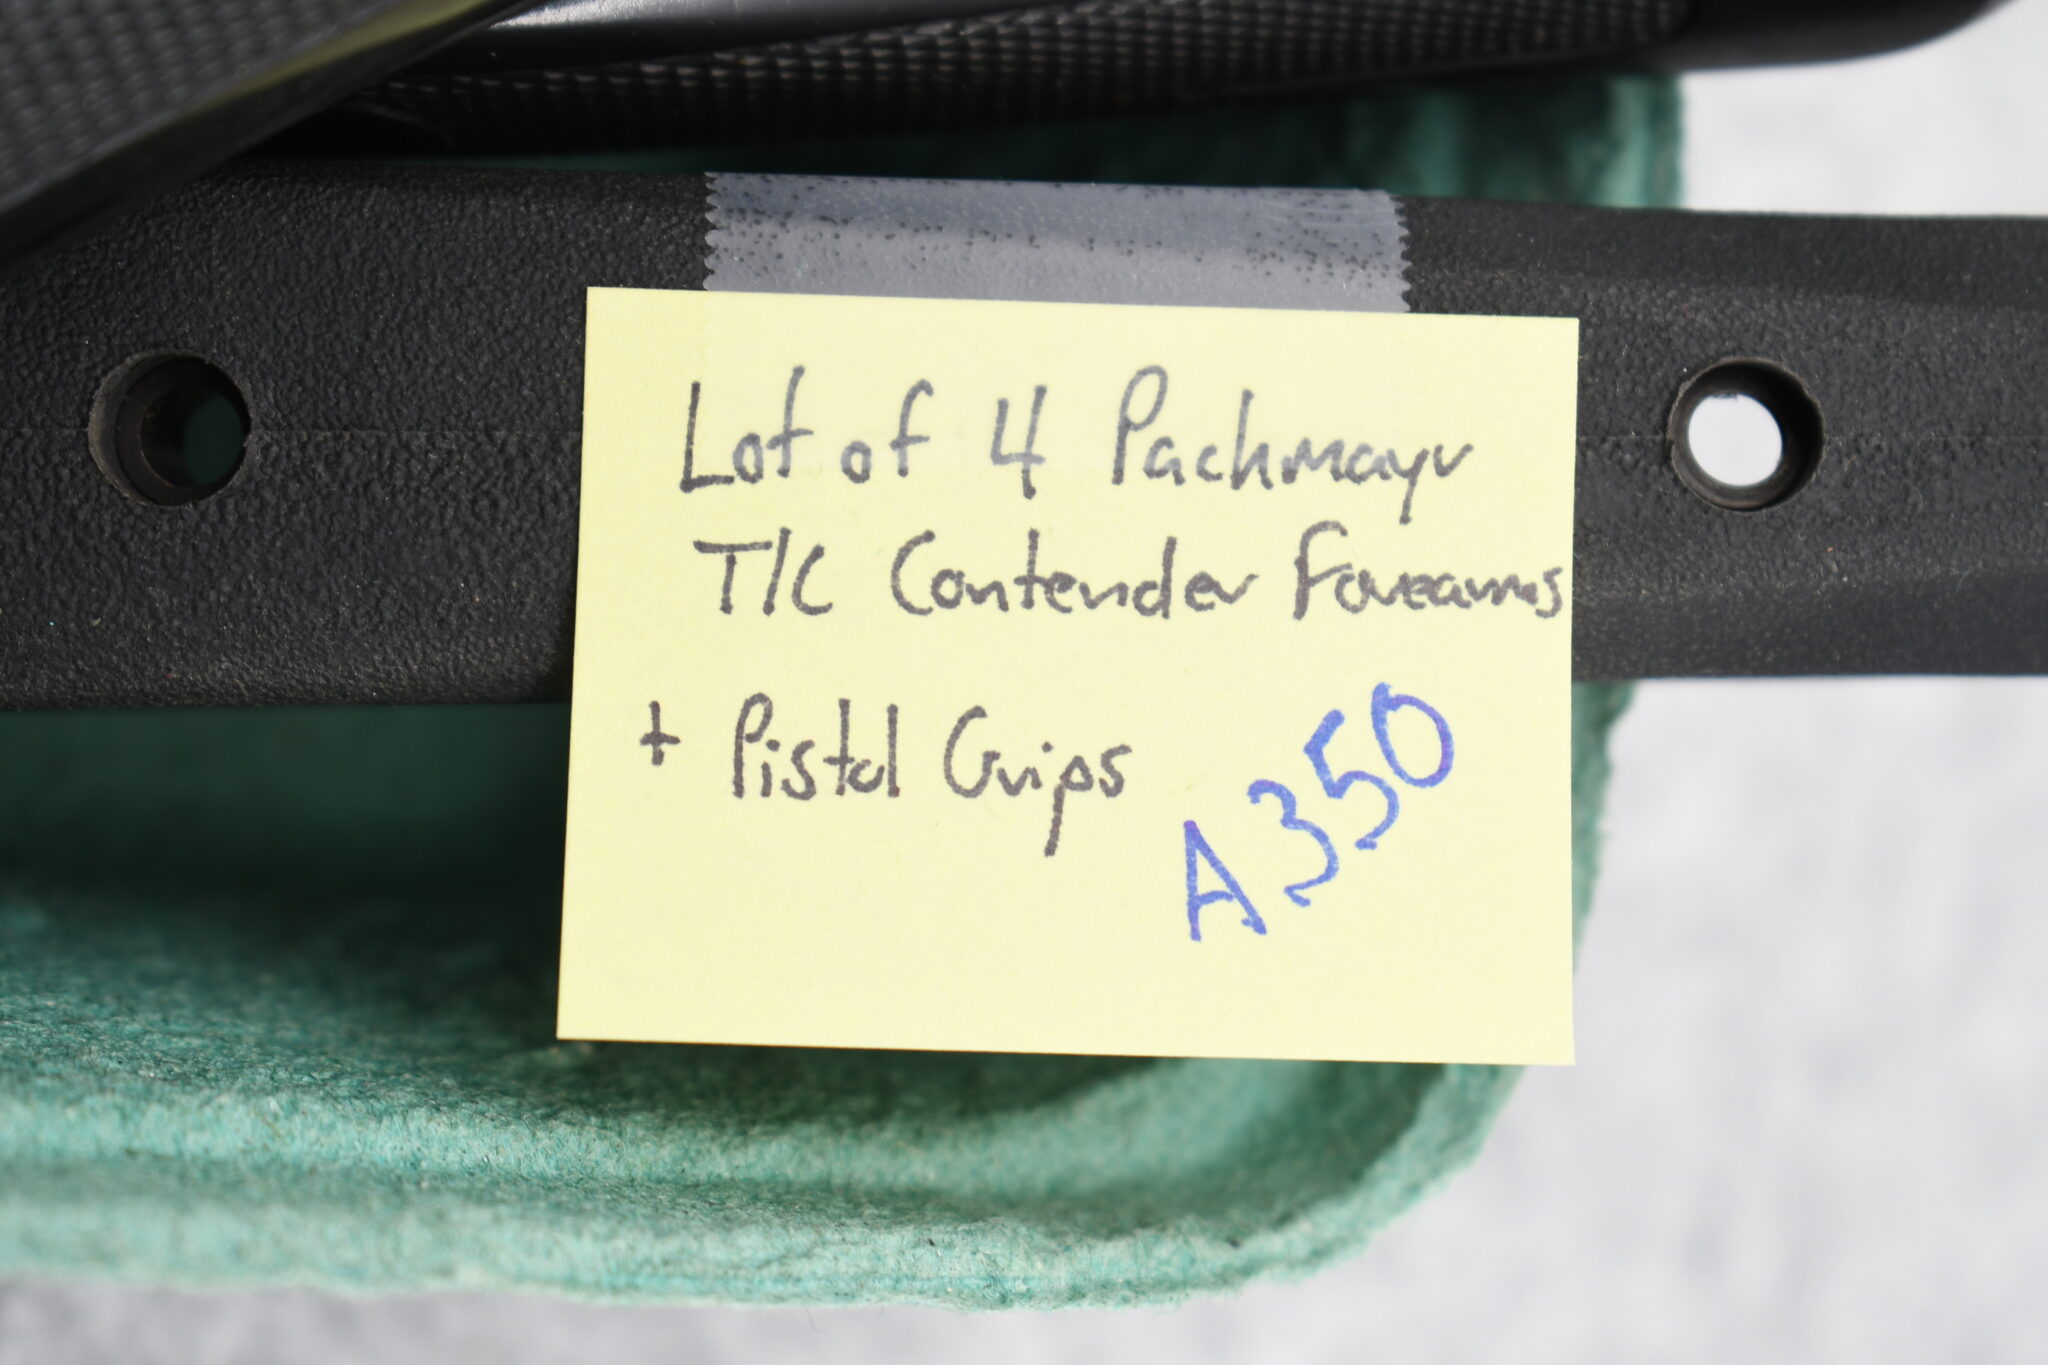 Lot of 4 Pachmayr
T/C Contender Forearms
+ Pistol Grips
A350